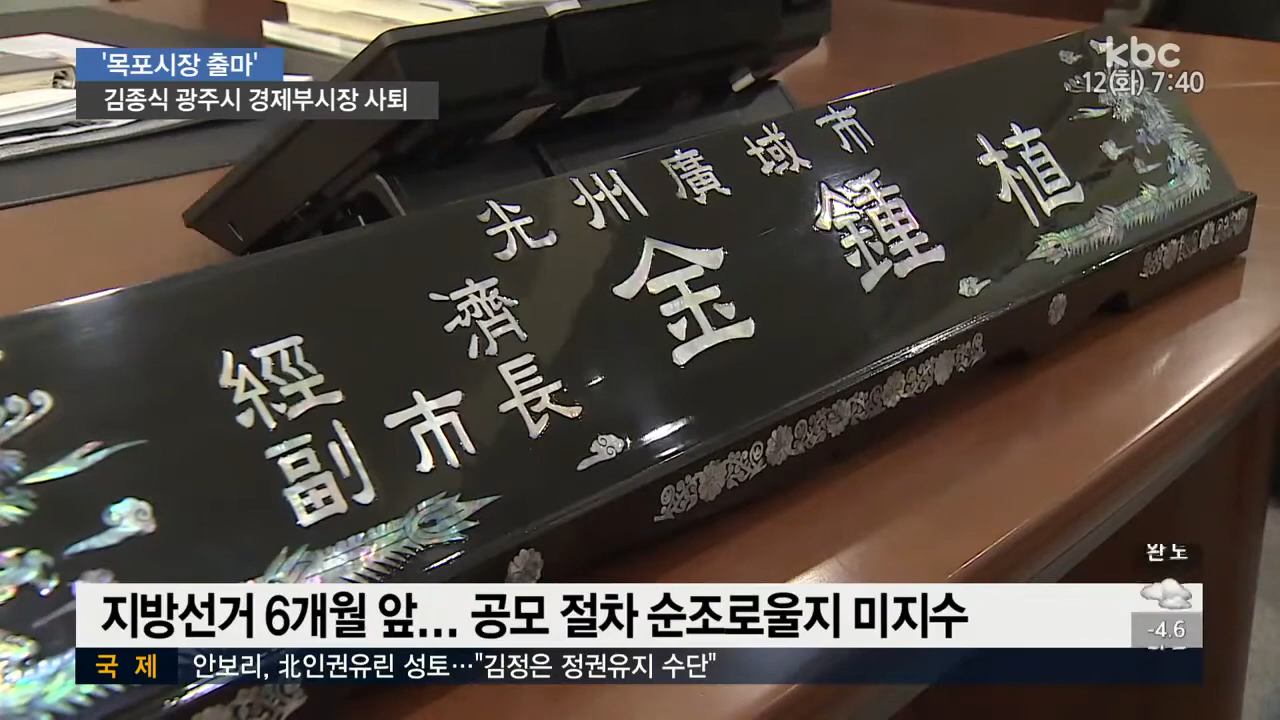 '목포시장 출마'
김종식 광주시 경제부시장 사퇴
kbc
12(화) 7:40
光州廣域市
經濟
副市長
金鍾植
완도
-4.6
지방선거 6개월 앞... 공모 절차 순조로울지 미지수
국 제 안보리, 北인권유린 성토…"김정은 정권유지 수단"